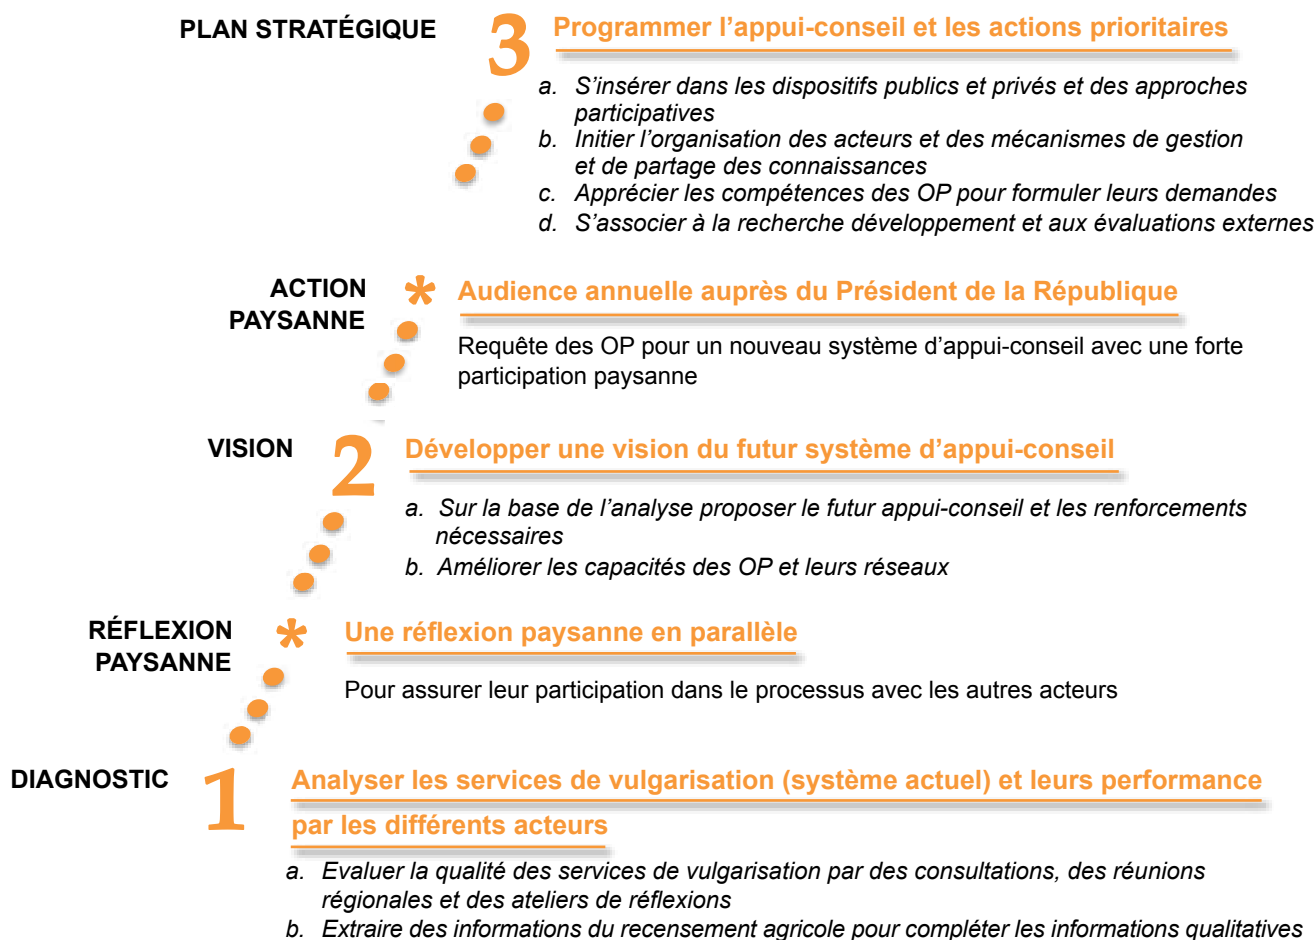 PLAN STRATÉGIQUE
3
Programmer l'appui-conseil et les actions prioritaires
a. S'insérer dans les dispositifs publics et privés et des approches
participatives
b. Initier l'organisation des acteurs et des mécanismes de gestion
et de partage des connaissances
c. Apprécier les compétences des OP pour formuler leurs demandes
d. S'associer à la recherche développement et aux évaluations externes
ACTION
PAYSANNE
*
Audience annuelle auprès du Président de la République
Requête des OP pour un nouveau système d'appui-conseil avec une forte
participation paysanne
VISION
2
Développer une vision du futur système d'appui-conseil
a. Sur la base de l'analyse proposer le futur appui-conseil et les renforcements
nécessaires
b. Améliorer les capacités des OP et leurs réseaux
RÉFLEXION
PAYSANNE
*
Une réflexion paysanne en parallèle
Pour assurer leur participation dans le processus avec les autres acteurs
DIAGNOSTIC
1
Analyser les services de vulgarisation (système actuel) et leurs performance
par les différents acteurs
a. Evaluer la qualité des services de vulgarisation par des consultations, des réunions
régionales et des ateliers de réflexions
b. Extraire des informations du recensement agricole pour compléter les informations qualitatives